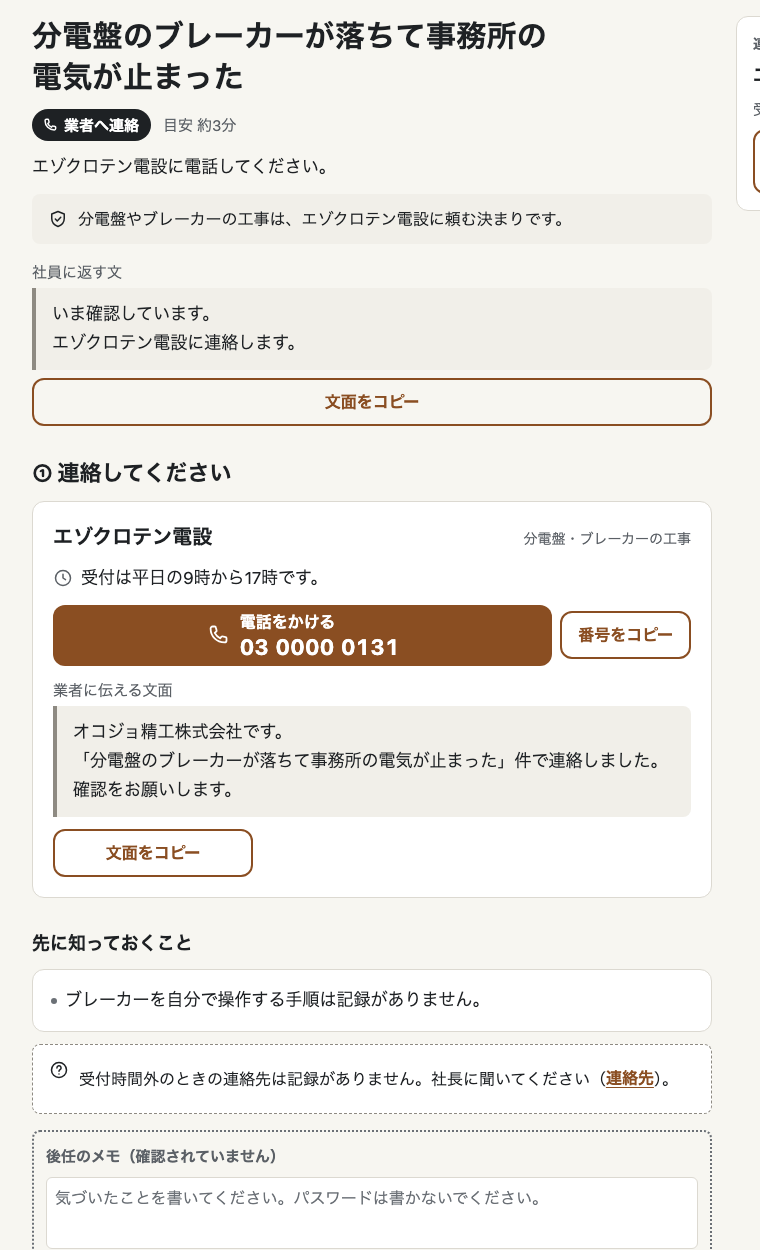 分電盤のブレーカーが落ちて事務所の
電気が止まった
業者へ連絡 目安 約3分
エゾクロテン電設に電話してください。
分電盤やブレーカーの工事は、エゾクロテン電設に頼む決まりです。
社員に返す文
いま確認しています。
エゾクロテン電設に連絡します。
文面をコピー
① 連絡してください
エゾクロテン電設 分電盤・ブレーカーの工事
受付は平日の9時から17時です。
電話をかける
03 0000 0131
番号をコピー
業者に伝える文面
オコジョ精工株式会社です。
「分電盤のブレーカーが落ちて事務所の電気が止まった」件で連絡しました。
確認をお願いします。
文面をコピー
先に知っておくこと
ブレーカーを自分で操作する手順は記録がありません。
受付時間外のときの連絡先は記録がありません。社長に聞いてください（連絡先）。
後任のメモ（確認されていません）
気づいたことを書いてください。パスワードは書かないでください。